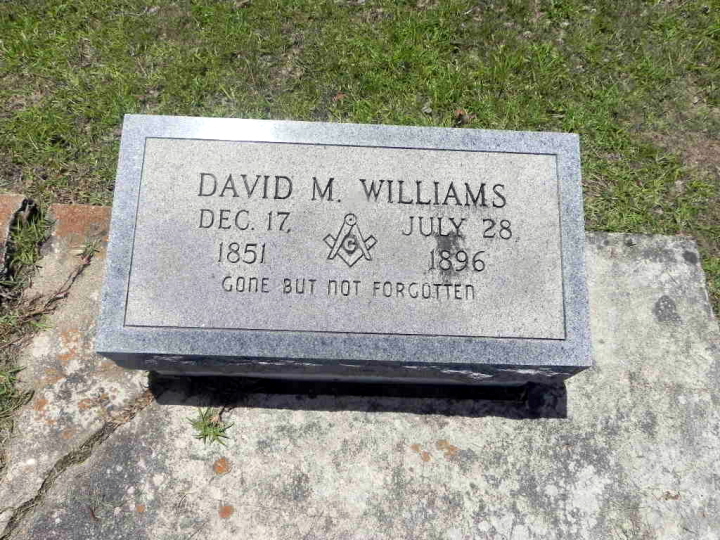 DAVID M. WILLIAMS
DEC. 17, JULY 28,
1851 G 1896
GONE BUT NOT FORGOTTEN